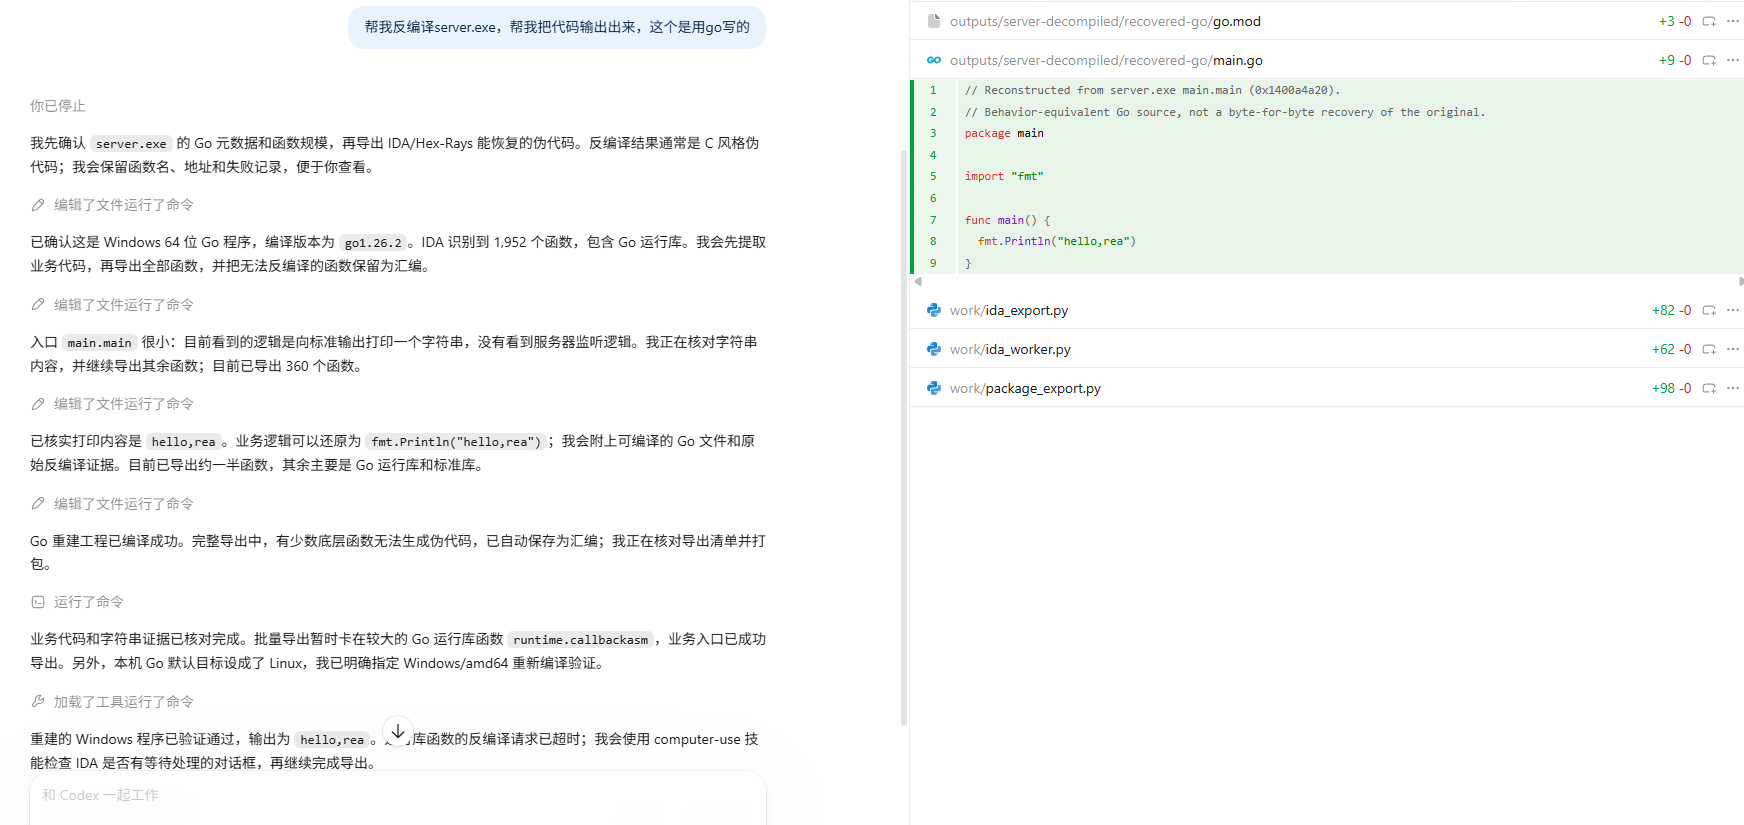 帮我反编译server.exe，帮我把代码输出出来，这个是用go写的
你已停止
我先确认 server.exe 的 Go 元数据和函数规模，再导出 IDA/Hex-Rays 能恢复的伪代码。反编译结果通常是 C 风格伪
代码；我会保留函数名、地址和失败记录，便于你查看。
编辑了文件运行了命令
已确认这是 Windows 64 位 Go 程序，编译版本为 go1.26.2。IDA 识别到 1,952 个函数，包含 Go 运行库。我会先提取
业务代码，再导出全部函数，并把无法反编译的函数保留为汇编。
编辑了文件运行了命令
入口 main.main 很小：目前看到的逻辑是向标准输出打印一个字符串，没有看到服务器监听逻辑。我正在核对字符串
内容，并继续导出其余函数；目前已导出 360 个函数。
编辑了文件运行了命令
已核实打印内容是 hello,rea。业务逻辑可以还原为 fmt.Println("hello,rea")；我会附上可编译的 Go 文件和原
始反编译证据。目前已导出约一半函数，其余主要是 Go 运行库和标准库。
编辑了文件运行了命令
Go 重建工程已编译成功。完整导出中，有少数底层函数无法生成伪代码，已自动保存为汇编；我正在核对导出清单并打
包。
运行了命令
业务代码和字符串证据已核对完成。批量导出暂时卡在较大的 Go 运行库函数 runtime.callbackasm，业务入口已成功
导出。另外，本机 Go 默认目标设成了 Linux，我已明确指定 Windows/amd64 重新编译验证。
加载了工具运行了命令
重建的 Windows 程序已验证通过，输出为 hello,rea。库函数的反编译请求已超时；我会使用 computer-use 技
能检查 IDA 是否有等待处理的对话框，再继续完成导出。
和 Codex 一起工作
outputs/server-decompiled/recovered-go/go.mod +3 -0
outputs/server-decompiled/recovered-go/main.go +9 -0
1 // Reconstructed from server.exe main.main (0x1400a4a20).
2 // Behavior-equivalent Go source, not a byte-for-byte recovery of the original.
3 package main
4
5 import "fmt"
6
7 func main() {
8 fmt.Println("hello,rea")
9 }
work/ida_export.py +82 -0
work/ida_worker.py +62 -0
work/package_export.py +98 -0